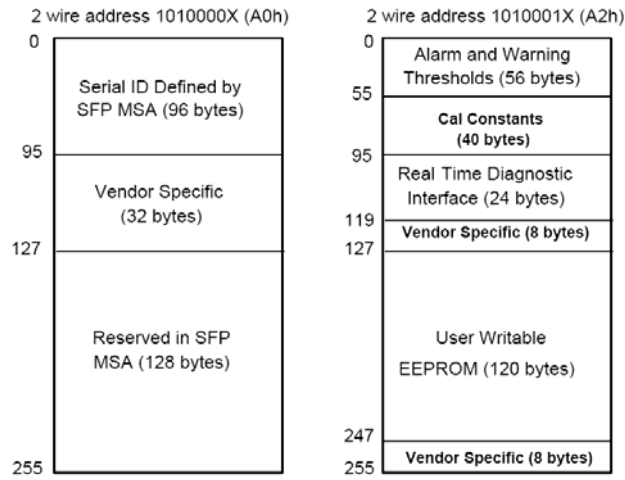 2 wire address 1010000X (A0h)
0
Serial ID Defined by
SFP MSA (96 bytes)
95
Vendor Specific
(32 bytes)
127
Reserved in SFP
MSA (128 bytes)
255
2 wire address 1010001X (A2h)
0
Alarm and Warning
Thresholds (56 bytes)
55
Cal Constants
(40 bytes)
95
Real Time Diagnostic
Interface (24 bytes)
119
Vendor Specific (8 bytes)
127
User Writable
EEPROM (120 bytes)
247
Vendor Specific (8 bytes)
255